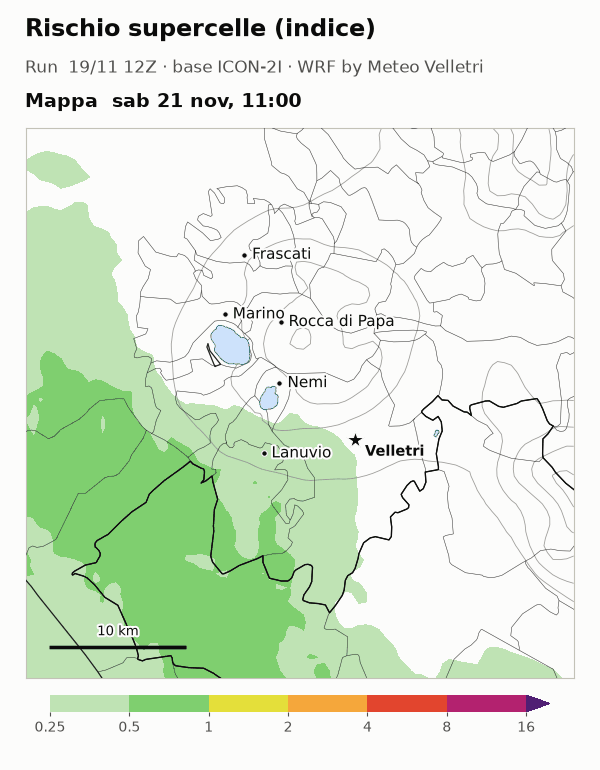 Rischio supercelle (indice)
Run  19/11 12Z · base ICON-2I · WRF by Meteo Velletri
Mappa  sab 21 nov, 11:00
Frascati
Marino
Rocca di Papa
Nemi
Velletri
Lanuvio
10 km
0.25 0.5 1 2 4 8 16